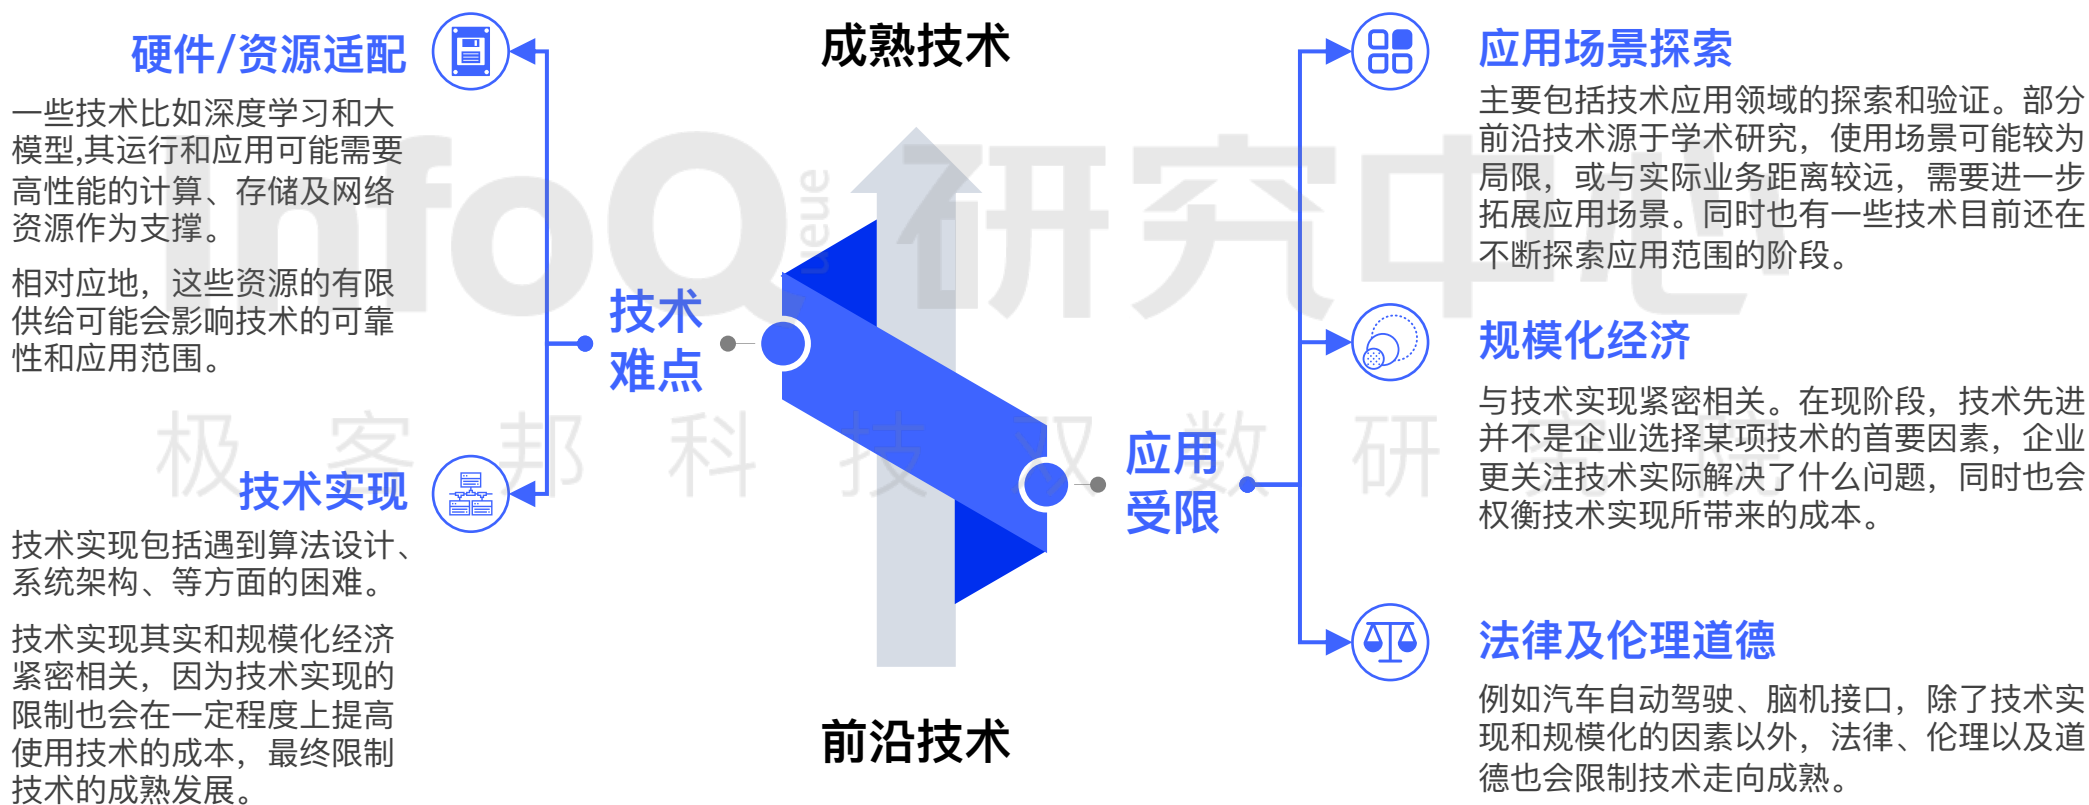 硬件/资源适配
一些技术比如深度学习和大
模型,其运行和应用可能需要
高性能的计算、存储及网络
资源作为支撑。
相对应地，这些资源的有限
供给可能会影响技术的可靠
性和应用范围。
技术实现
技术实现包括遇到算法设计、
系统架构、等方面的困难。
技术实现其实和规模化经济
紧密相关，因为技术实现的
限制也会在一定程度上提高
使用技术的成本，最终限制
技术的成熟发展。
技术
难点
成熟技术
前沿技术
应用
受限
应用场景探索
主要包括技术应用领域的探索和验证。部分
前沿技术源于学术研究，使用场景可能较为
局限，或与实际业务距离较远，需要进一步
拓展应用场景。同时也有一些技术目前还在
不断探索应用范围的阶段。
规模化经济
与技术实现紧密相关。在现阶段，技术先进
并不是企业选择某项技术的首要因素，企业
更关注技术实际解决了什么问题，同时也会
权衡技术实现所带来的成本。
法律及伦理道德
例如汽车自动驾驶、脑机接口，除了技术实
现和规模化的因素以外，法律、伦理以及道
德也会限制技术走向成熟。
InfoQueue 研究中心
极客邦科技 双数研究院